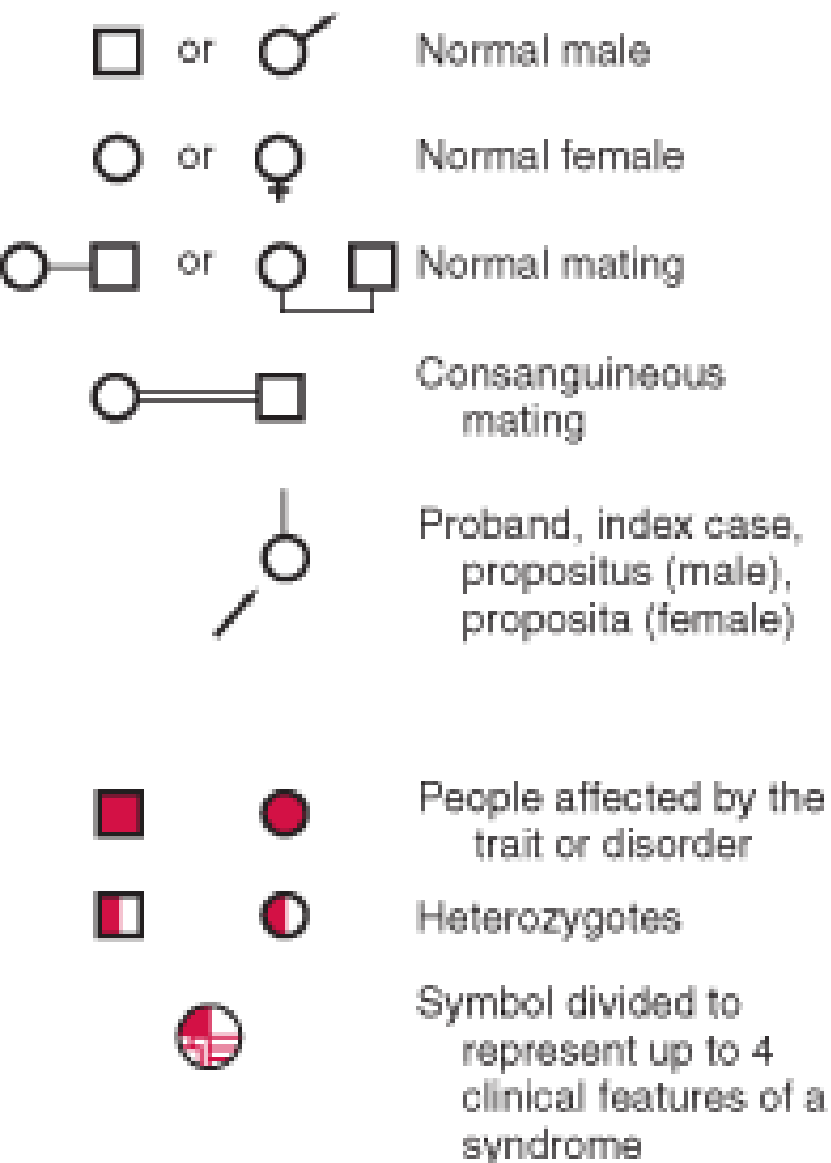 or Normal male
or Normal female
or Normal mating
Consanguineous
mating
Proband, index case,
propositus (male),
proposita (female)
People affected by the
trait or disorder
Heterozygotes
Symbol divided to
represent up to 4
clinical features of a
syndrome